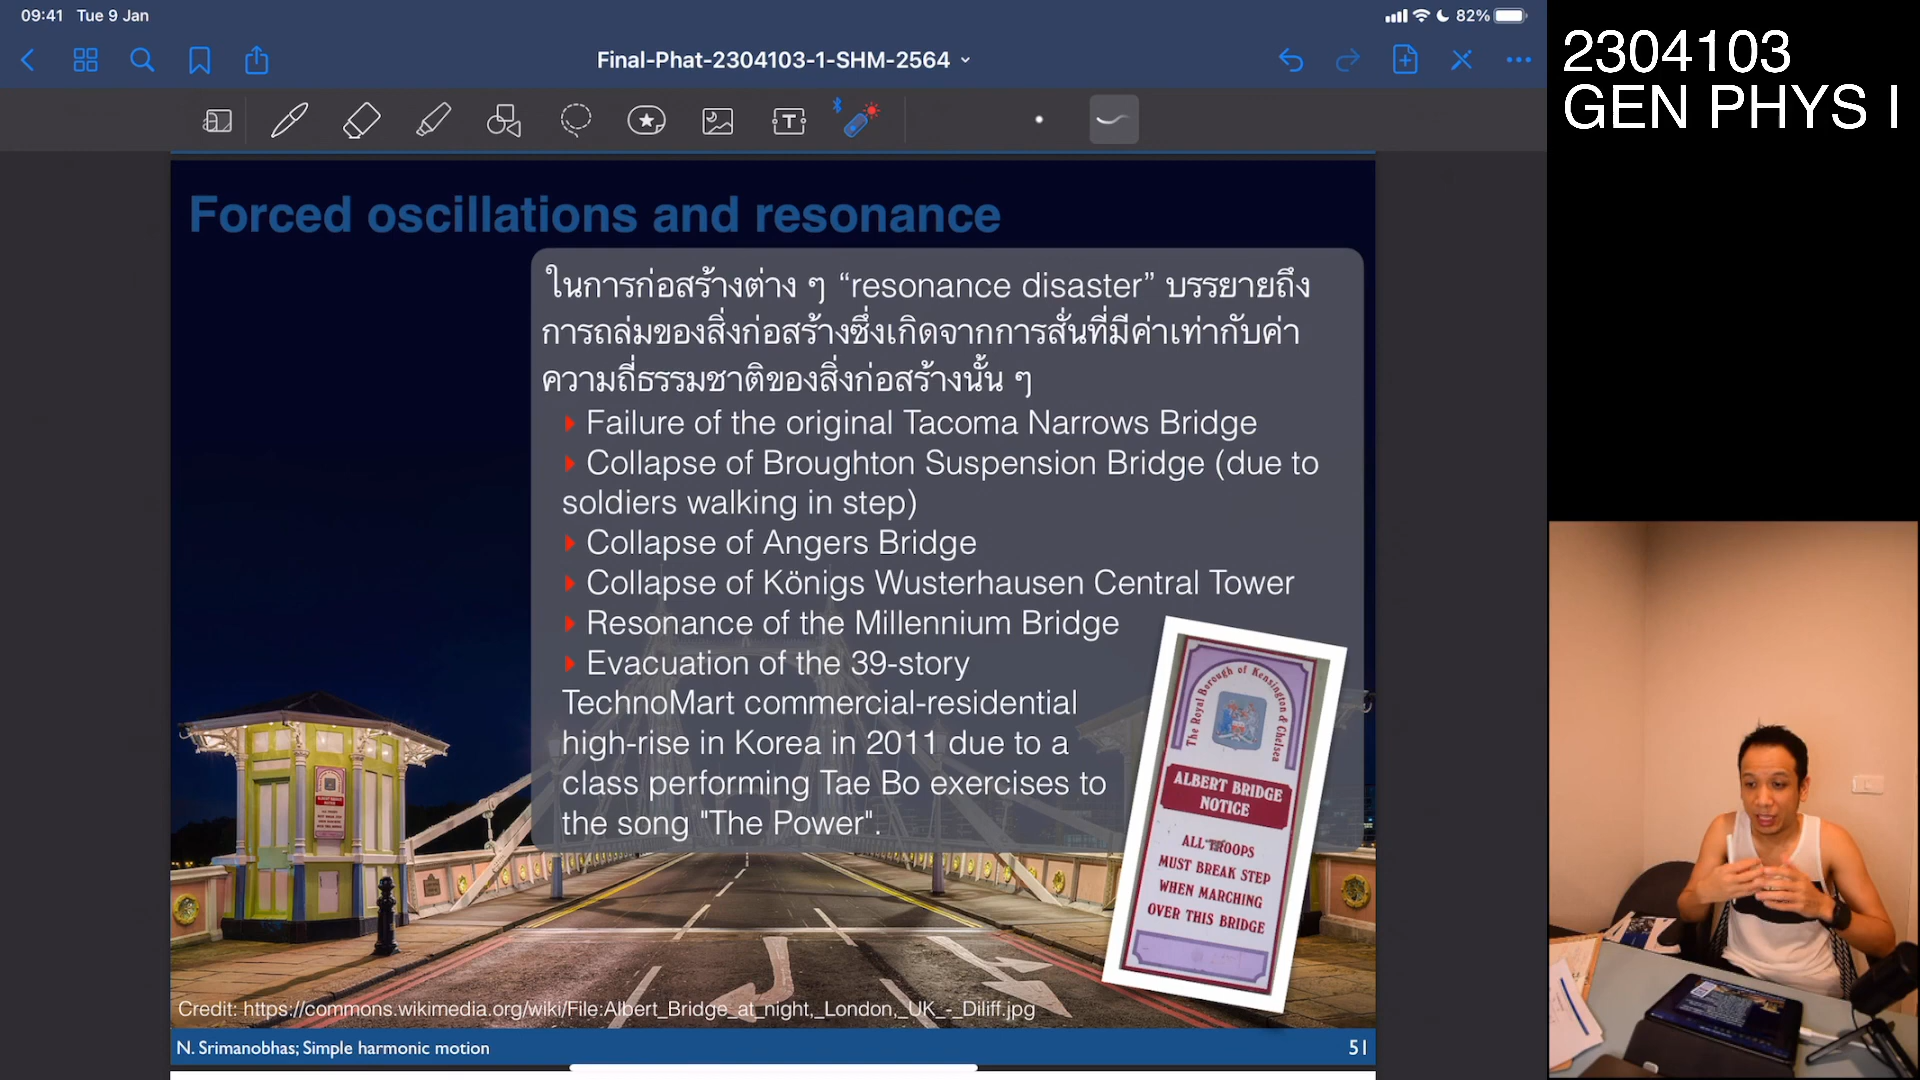 09:41 Tue 9 Jan
82%
Final-Phat-2304103-1-SHM-2564
2304103
GEN PHYS I
Forced oscillations and resonance
ในการก่อสร้างต่าง ๆ “resonance disaster” บรรยายถึง
การถล่มของสิ่งก่อสร้างซึ่งเกิดจากการสั่นที่มีค่าเท่ากับค่า
ความถี่ธรรมชาติของสิ่งก่อสร้างนั้น ๆ
Failure of the original Tacoma Narrows Bridge
Collapse of Broughton Suspension Bridge (due to
soldiers walking in step)
Collapse of Angers Bridge
Collapse of Königs Wusterhausen Central Tower
Resonance of the Millennium Bridge
Evacuation of the 39-story
TechnoMart commercial-residential
high-rise in Korea in 2011 due to a
class performing Tae Bo exercises to
the song "The Power".
The Royal Borough of Kensington & Chelsea
ALBERT BRIDGE
NOTICE
ALL TROOPS
MUST BREAK STEP
WHEN MARCHING
OVER THIS BRIDGE
Credit: https://commons.wikimedia.org/wiki/File:Albert_Bridge_at_night,_London,_UK_-_Diliff.jpg
N. Srimanobhas; Simple harmonic motion
51